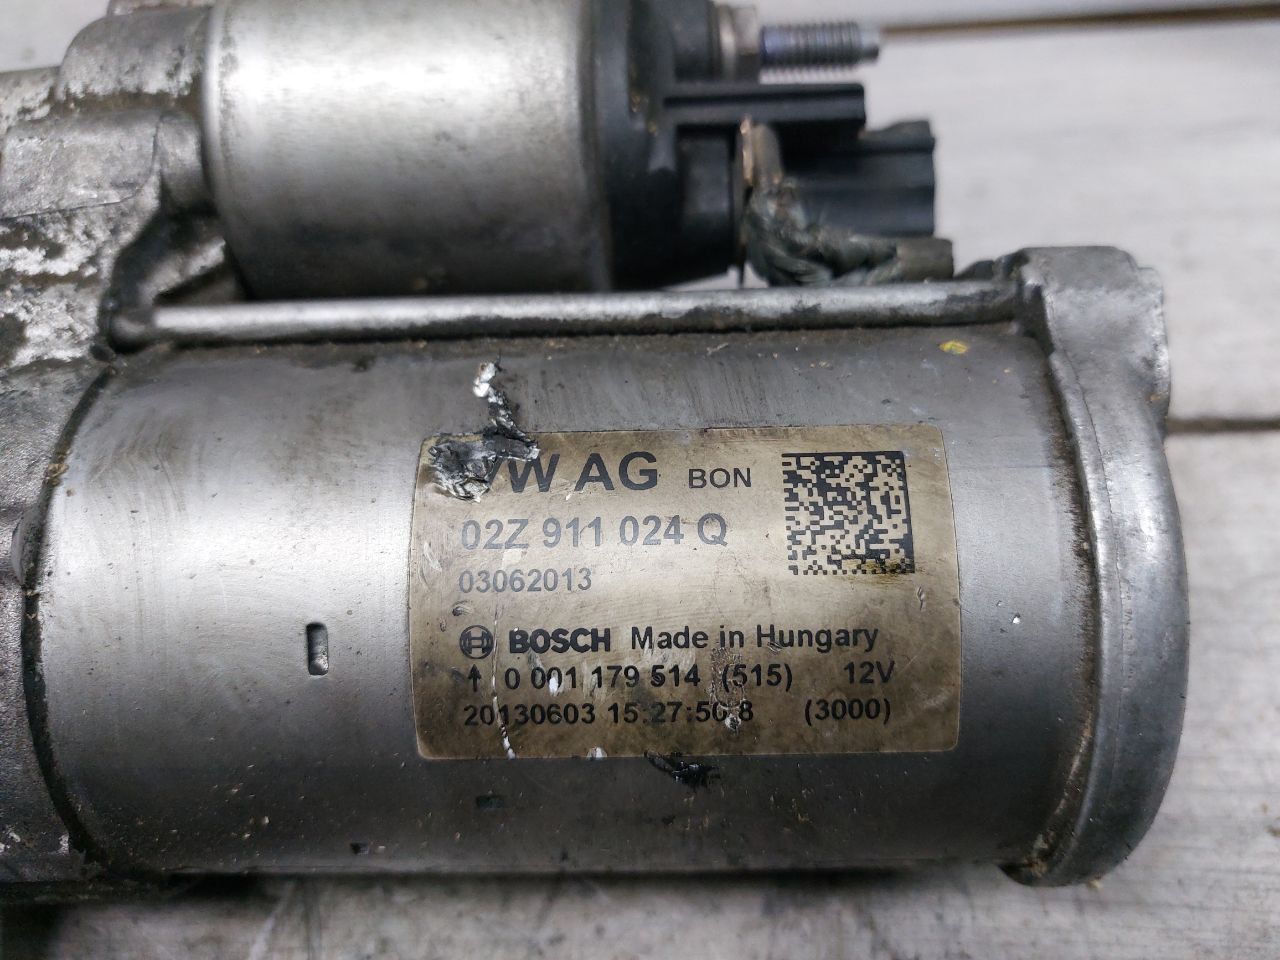 VW AG BON
02Z 911 024 Q
03062013
BOSCH Made in Hungary
↑ 0 001 179 514 (515) 12V
20130603 15:27:50 8 (3000)